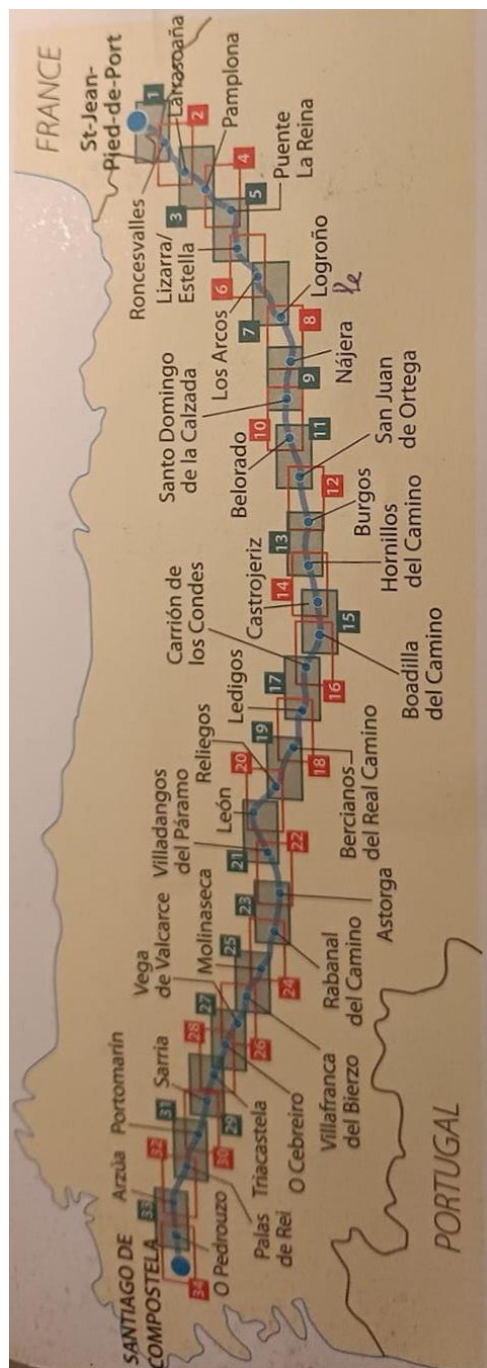 FRANCE
St-Jean-
Pied-de-Port
1
Larrasoaña
2
Pamplona
Roncesvalles
3
4
Puente
La Reina
5
Lizarra/
Estella
6
Los Arcos
7
Logroño
8
Nájera
9
Santo Domingo
de la Calzada
10
Belorado
11
San Juan
de Ortega
12
Burgos
13
Hornillos
del Camino
14
Castrojeriz
15
Boadilla
del Camino
Carrión de
los Condes
16
17
Ledigos
18
Bercianos
del Real Camino
19
Reliegos
20
León
21
Villadangos
del Páramo
22
Astorga
23
Rabanal
del Camino
24
Molinaseca
25
Villafranca
del Bierzo
26
Vega
de Valcarce
27
O Cebreiro
28
Triacastela
29
Sarria
30
Portomarín
31
Palas
de Rei
32
Arzúa
33
O Pedrouzo
34
SANTIAGO DE
COMPOSTELA
PORTUGAL